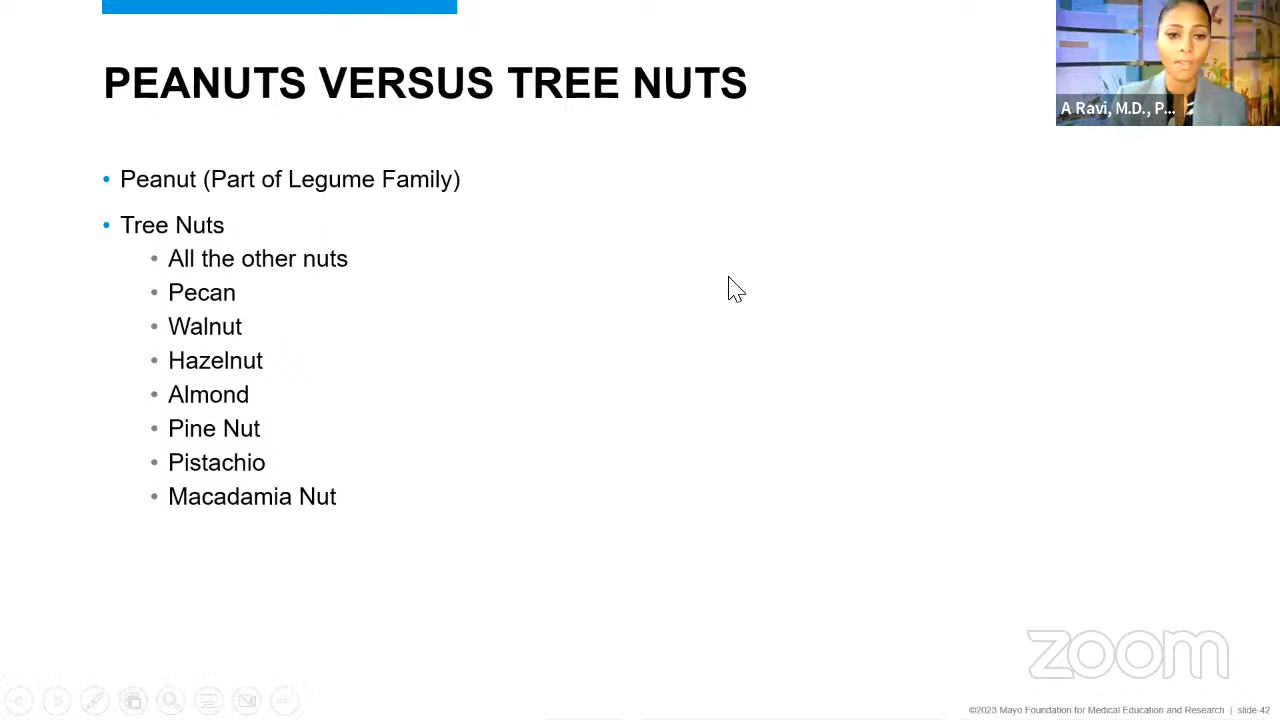 PEANUTS VERSUS TREE NUTS
A Ravi, M.D., P...
• Peanut (Part of Legume Family)
• Tree Nuts
• All the other nuts
• Pecan
• Walnut
• Hazelnut
• Almond
• Pine Nut
• Pistachio
• Macadamia Nut
zoom
©2023 Mayo Foundation for Medical Education and Research | slide-42